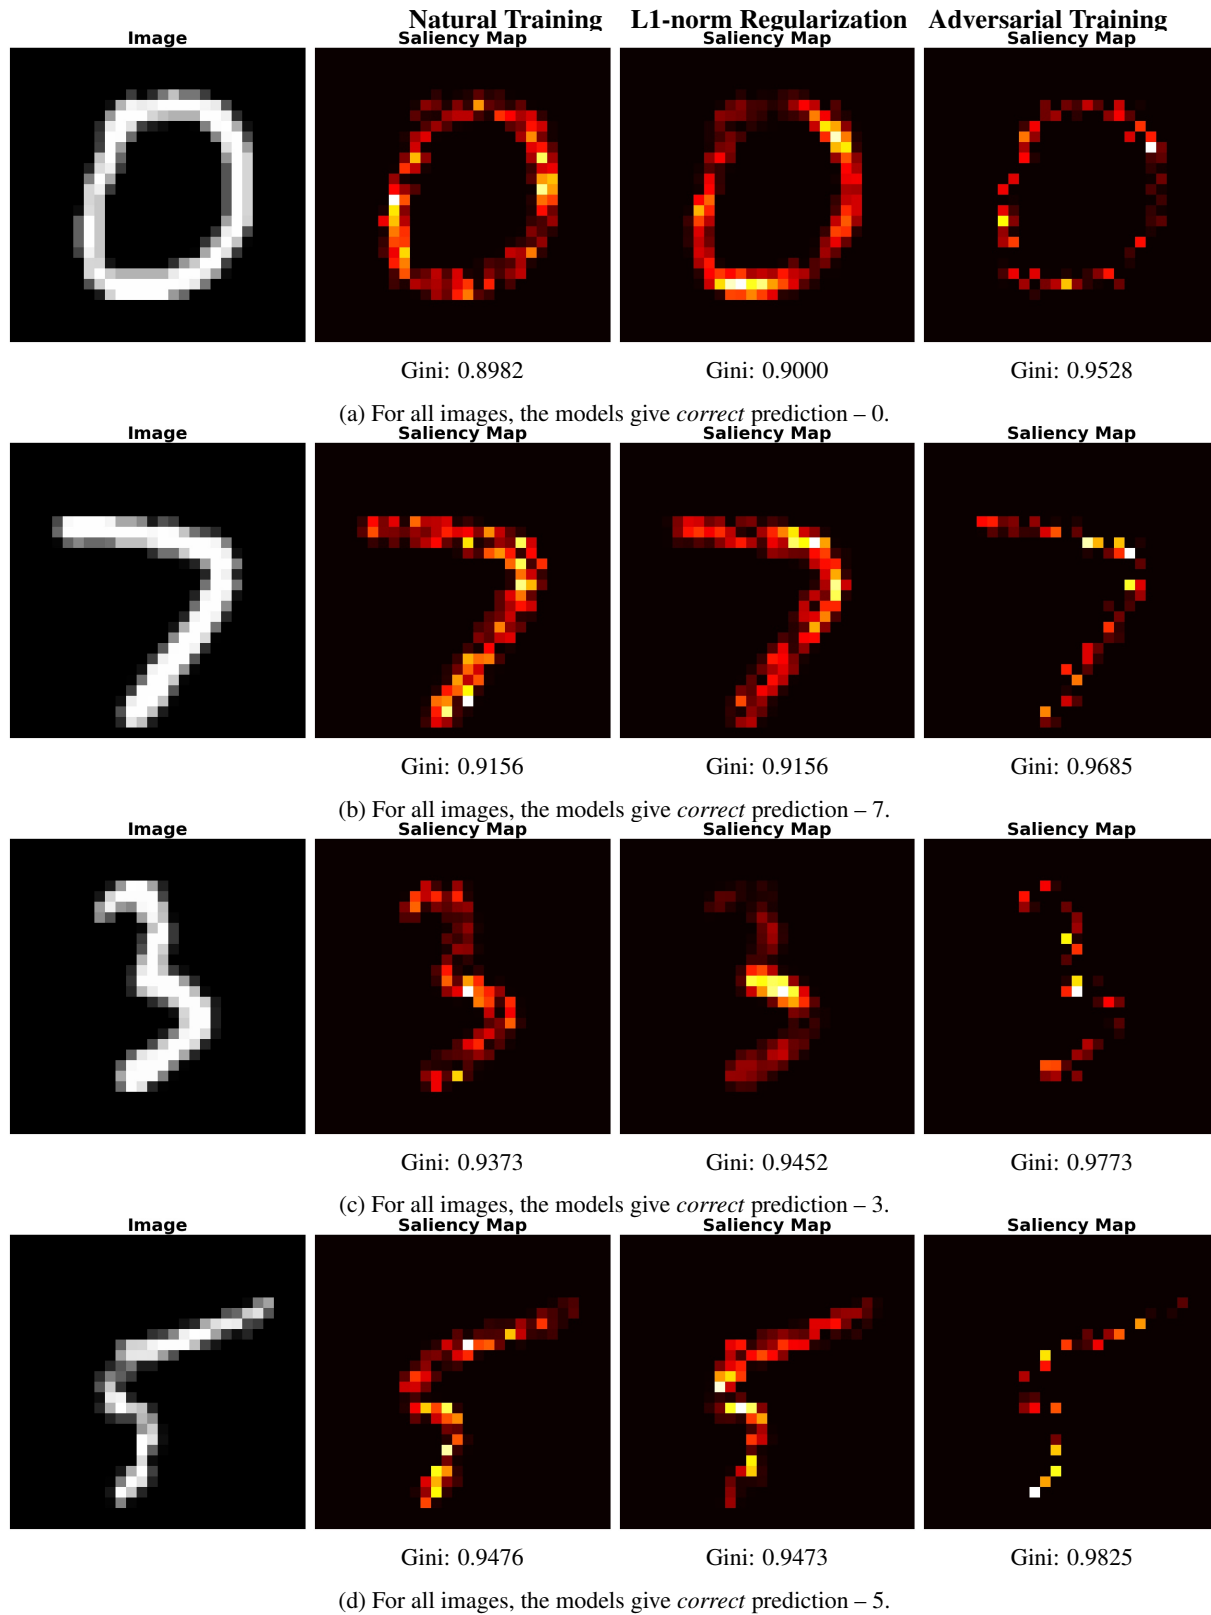 Natural Training L1-norm Regularization Adversarial Training
Image Saliency Map Saliency Map Saliency Map
Gini: 0.8982 Gini: 0.9000 Gini: 0.9528
(a) For all images, the models give correct prediction – 0.
Image Saliency Map Saliency Map Saliency Map
Gini: 0.9156 Gini: 0.9156 Gini: 0.9685
(b) For all images, the models give correct prediction – 7.
Image Saliency Map Saliency Map Saliency Map
Gini: 0.9373 Gini: 0.9452 Gini: 0.9773
(c) For all images, the models give correct prediction – 3.
Image Saliency Map Saliency Map Saliency Map
Gini: 0.9476 Gini: 0.9473 Gini: 0.9825
(d) For all images, the models give correct prediction – 5.